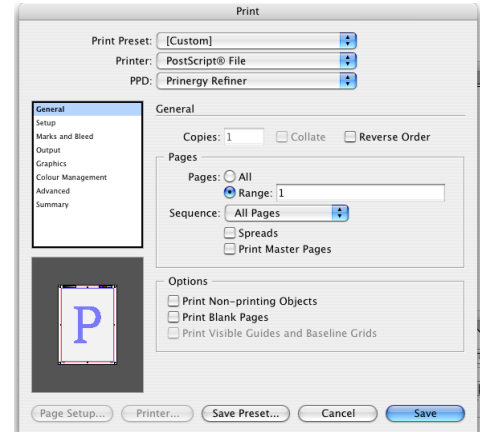 Print
Print Preset: [Custom]
Printer: PostScript® File
PPD: Prinergy Refiner
General
Setup
Marks and Bleed
Output
Graphics
Colour Management
Advanced
Summary
General
Copies: 1 Collate Reverse Order
Pages
Pages: All
Range: 1
Sequence: All Pages
Spreads
Print Master Pages
Options
Print Non-printing Objects
Print Blank Pages
Print Visible Guides and Baseline Grids
P
Page Setup... Printer... Save Preset... Cancel Save